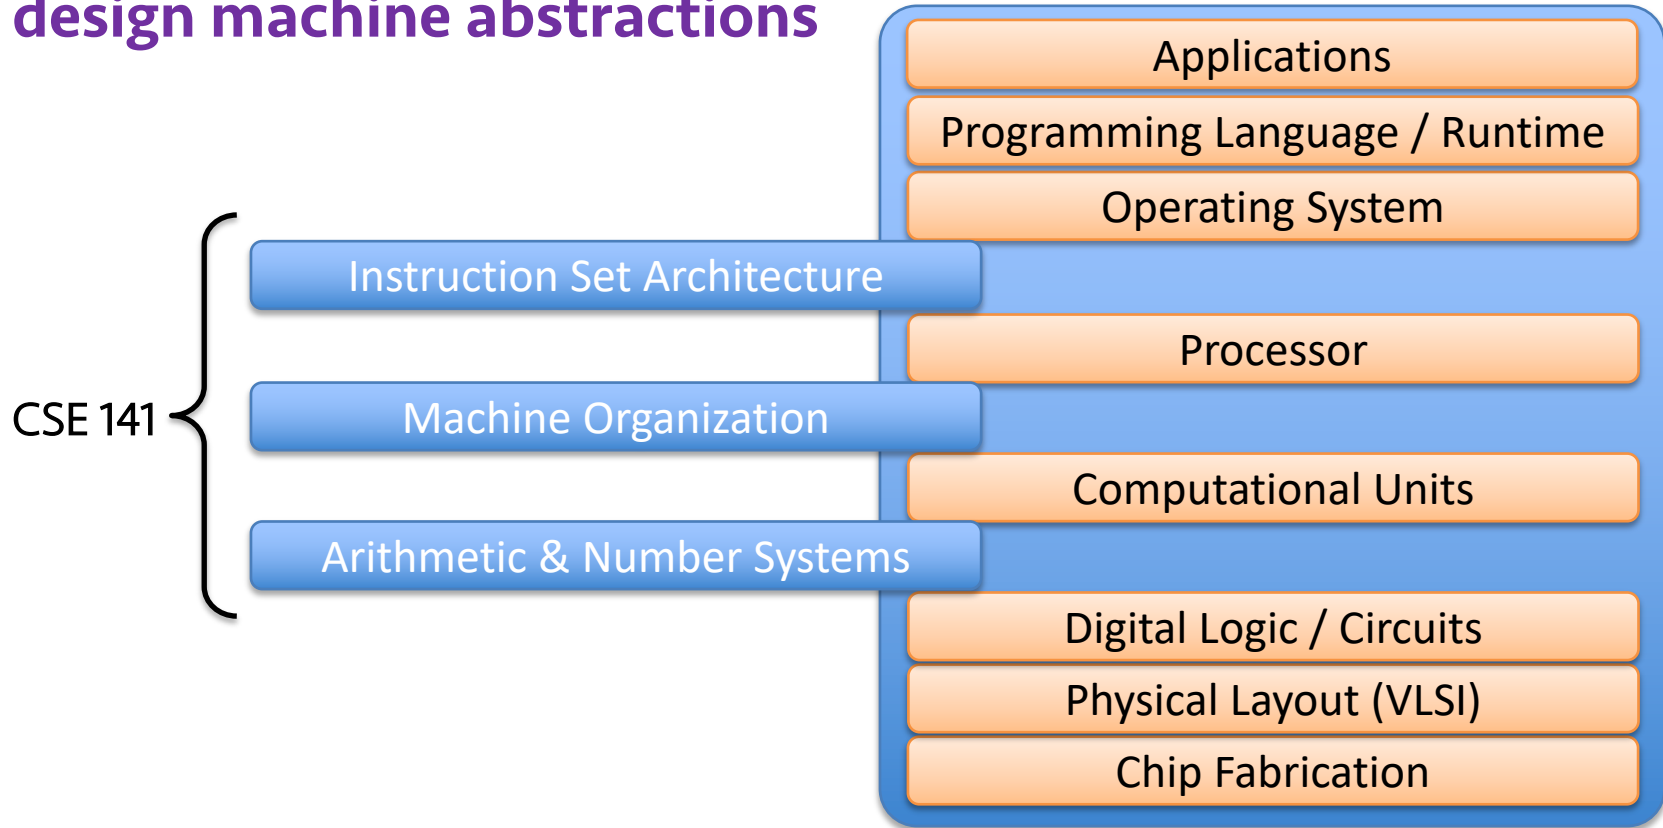 design machine abstractions
Applications
Programming Language / Runtime
Operating System
Instruction Set Architecture
Processor
CSE 141
Machine Organization
Computational Units
Arithmetic & Number Systems
Digital Logic / Circuits
Physical Layout (VLSI)
Chip Fabrication